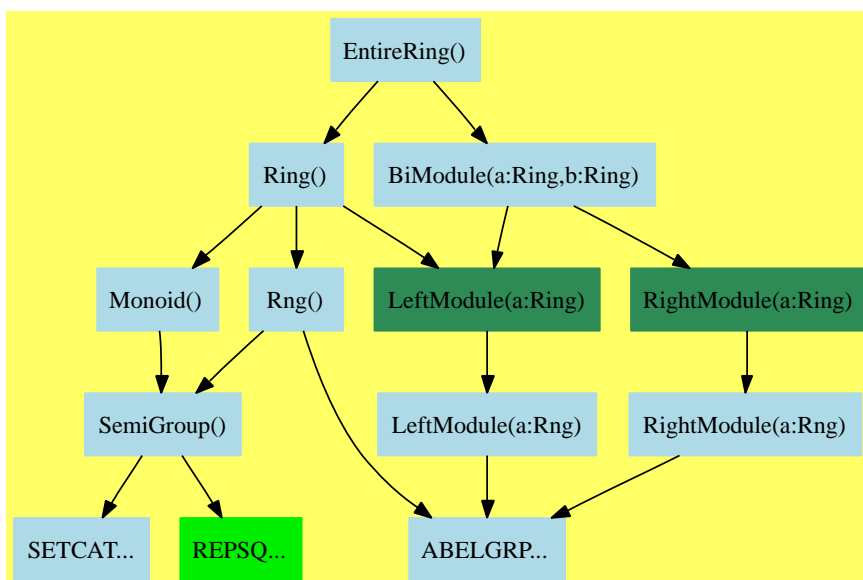 EntireRing()
Ring()
BiModule(a:Ring,b:Ring)
Monoid()
Rng()
LeftModule(a:Ring)
RightModule(a:Ring)
SemiGroup()
LeftModule(a:Rng)
RightModule(a:Rng)
SETCAT...
REPSQ...
ABELGRP...